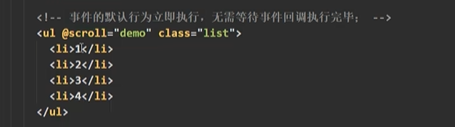 <!-- 事件的默认行为立即执行，无需等待事件回调执行完毕； -->
<ul @scroll="demo" class="list">
<li>1</li>
<li>2</li>
<li>3</li>
<li>4</li>
</ul>